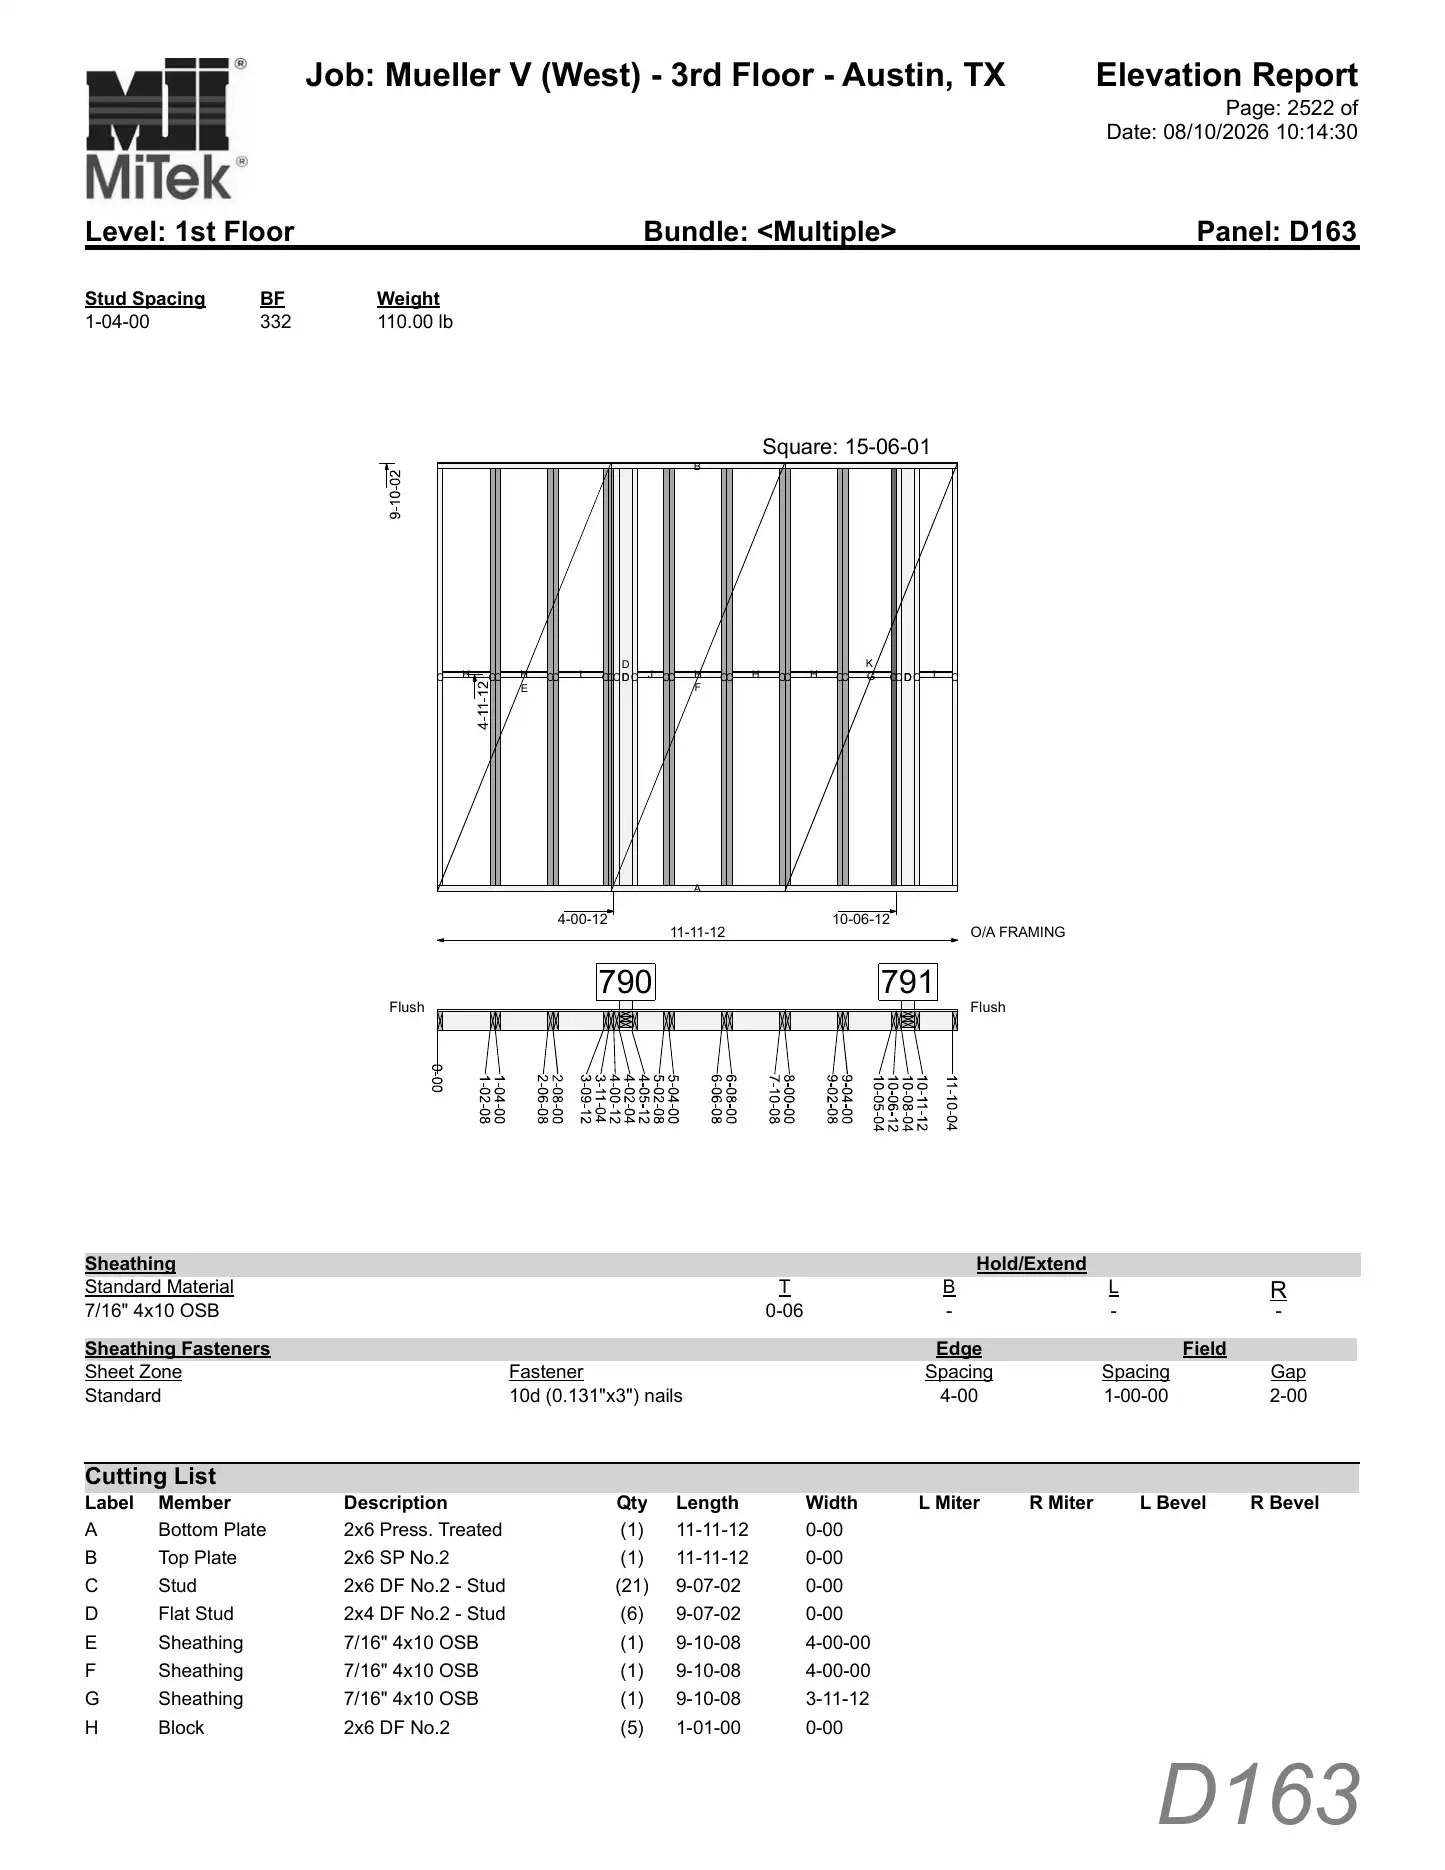 Job: Mueller V (West) - 3rd Floor - Austin, TX
Elevation Report
Page: 2522 of
Date: 08/10/2026 10:14:30
MiTek®
Level: 1st Floor Bundle: <Multiple> Panel: D163
Stud Spacing BF Weight
1-04-00 332 110.00 lb
Square: 15-06-01
B
9-10-02
D K
H H I D J H H H G D I
E F
4-11-12
A
4-00-12 10-06-12
11-11-12 O/A FRAMING
790 791
Flush Flush
0-00 1-02-08 1-04-00 2-06-08 2-08-00 3-09-12 3-11-04 4-00-12 4-02-04 4-05-12 5-02-08 5-04-00 6-06-08 6-08-00 7-10-08 8-00-00 9-02-08 9-04-00 10-05-04 10-06-12 10-08-04 10-11-12 11-10-04
Sheathing Hold/Extend
Standard Material T B L R
7/16" 4x10 OSB 0-06 - - -
Sheathing Fasteners Edge Field
Sheet Zone Fastener Spacing Spacing Gap
Standard 10d (0.131"x3") nails 4-00 1-00-00 2-00
Cutting List
Label Member Description Qty Length Width L Miter R Miter L Bevel R Bevel
A Bottom Plate 2x6 Press. Treated (1) 11-11-12 0-00
B Top Plate 2x6 SP No.2 (1) 11-11-12 0-00
C Stud 2x6 DF No.2 - Stud (21) 9-07-02 0-00
D Flat Stud 2x4 DF No.2 - Stud (6) 9-07-02 0-00
E Sheathing 7/16" 4x10 OSB (1) 9-10-08 4-00-00
F Sheathing 7/16" 4x10 OSB (1) 9-10-08 4-00-00
G Sheathing 7/16" 4x10 OSB (1) 9-10-08 3-11-12
H Block 2x6 DF No.2 (5) 1-01-00 0-00
D163